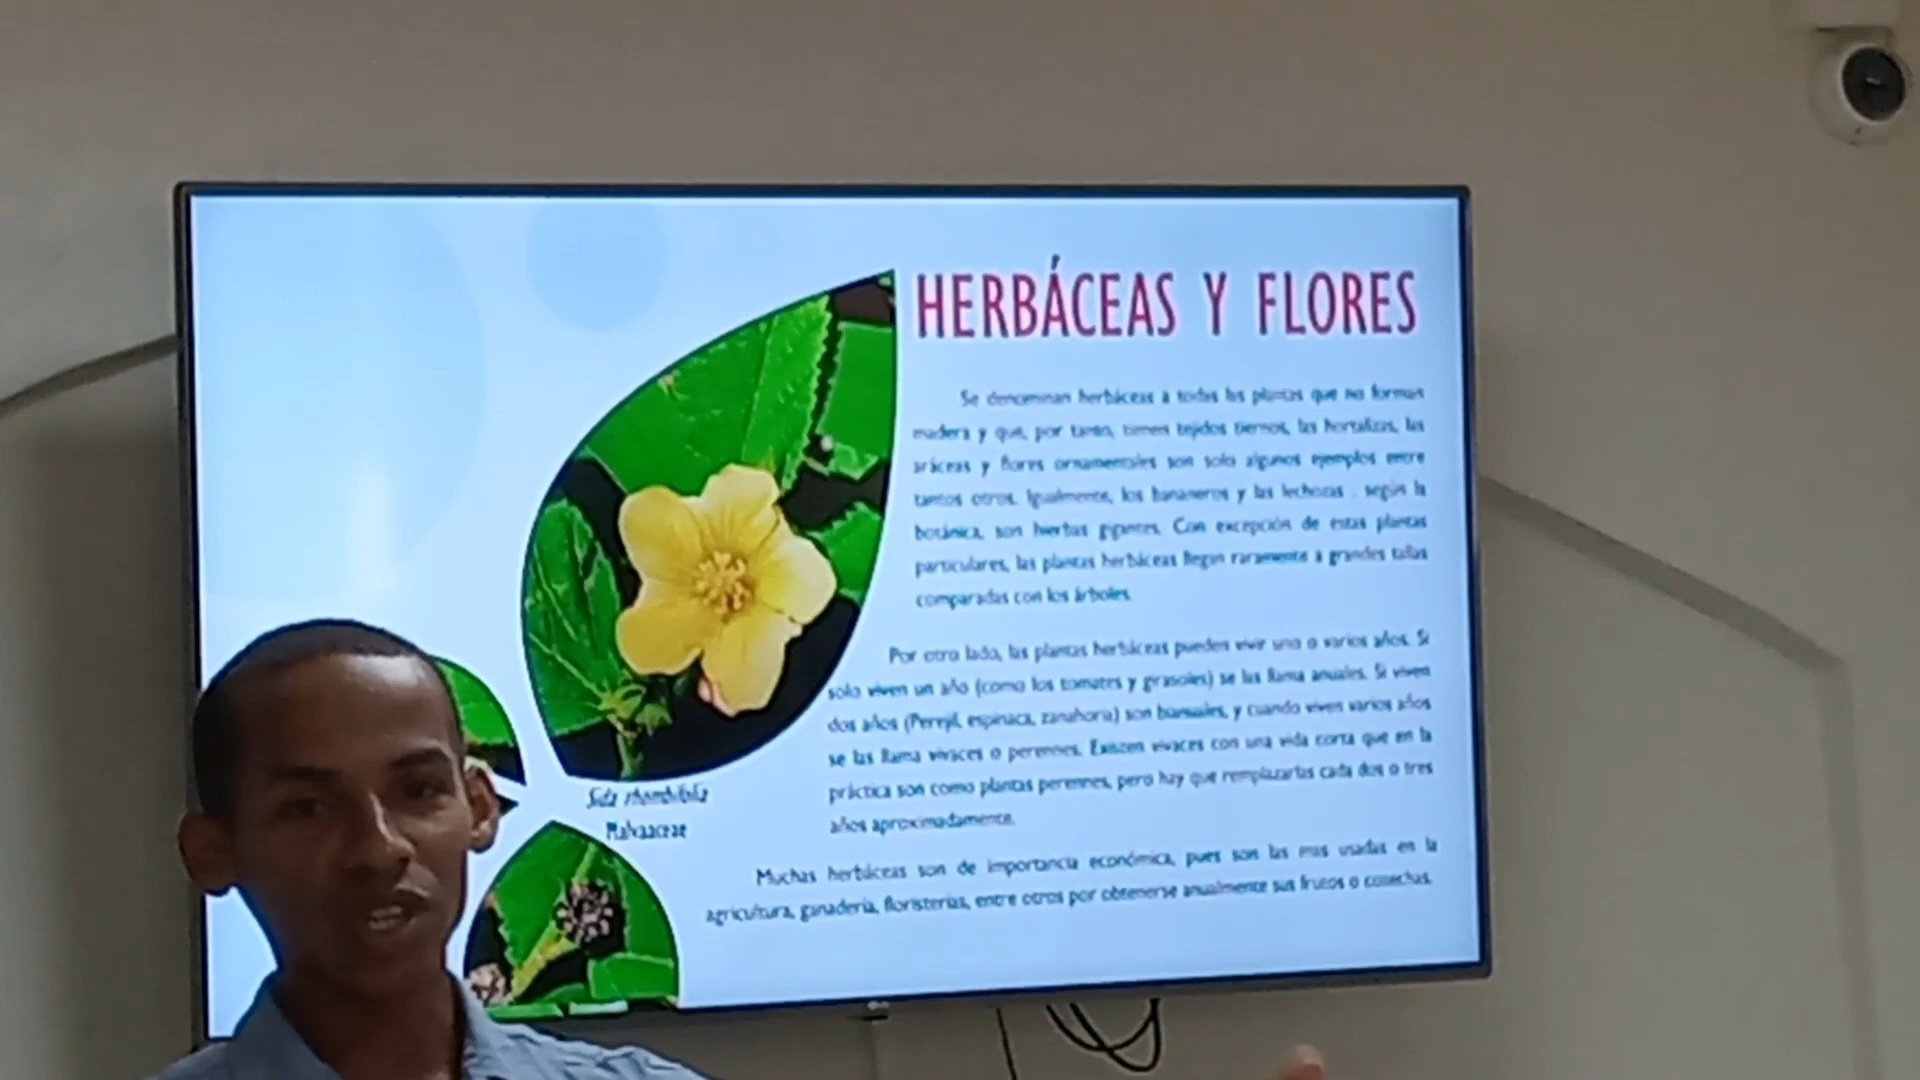 HERBÁCEAS Y FLORES
Se denominan herbáceas a todas las plantas que no forman
madera y que, por tanto, tienen tejidos tiernos, las hortalizas, las
aráceas y flores ornamentales son solo algunos ejemplos entre
tantos otros. Igualmente, los bananeros y las lechozas , según la
botánica, son hierbas gigantes. Con excepción de estas plantas
particulares, las plantas herbáceas llegan raramente a grandes tallas
comparadas con los árboles.
Por otro lado, las plantas herbáceas pueden vivir uno o varios años. Si
solo viven un año (como los tomates y girasoles) se las llama anuales. Si viven
dos años (Perejil, espinaca, zanahoria) son bianuales, y cuando viven varios años
se las llama vivaces o perennes. Existen vivaces con una vida corta que en la
práctica son como plantas perennes, pero hay que remplazarlas cada dos o tres
años aproximadamente.
Sida rhombifolia
Malvaaceae
Muchas herbáceas son de importancia económica, pues son las mas usadas en la
agricultura, ganadería, floristerías, entre otros por obtenerse anualmente sus frutos o cosechas.